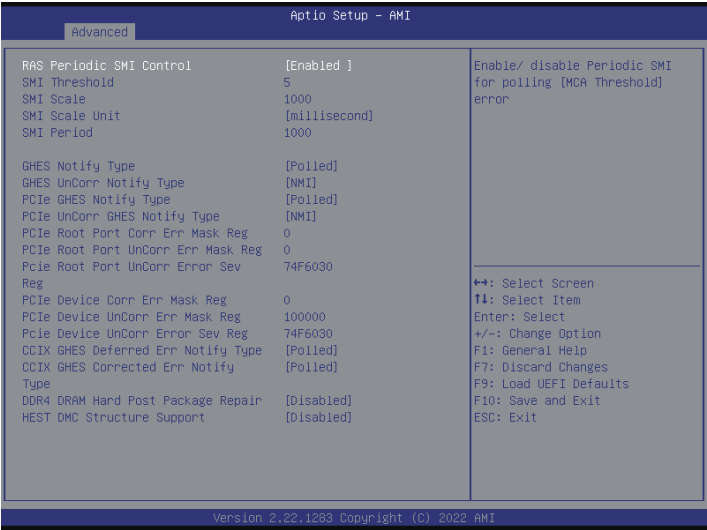 Aptio Setup - AMI
Advanced
RAS Periodic SMI Control [Enabled ]
SMI Threshold 5
SMI Scale 1000
SMI Scale Unit [millisecond]
SMI Period 1000
GHES Notify Type [Polled]
GHES UnCorr Notify Type [NMI]
PCIe GHES Notify Type [Polled]
PCIe UnCorr GHES Notify Type [NMI]
PCIe Root Port Corr Err Mask Reg 0
PCIe Root Port UnCorr Err Mask Reg 0
Pcie Root Port UnCorr Error Sev 74F6030
Reg
PCIe Device Corr Err Mask Reg 0
PCIe Device UnCorr Err Mask Reg 100000
Pcie Device UnCorr Error Sev Reg 74F6030
CCIX GHES Deferred Err Notify Type [Polled]
CCIX GHES Corrected Err Notify [Polled]
Type
DDR4 DRAM Hard Post Package Repair [Disabled]
HEST DMC Structure Support [Disabled]
Enable/ disable Periodic SMI
for polling [MCA Threshold]
error
↔: Select Screen
↑↓: Select Item
Enter: Select
+/-: Change Option
F1: General Help
F7: Discard Changes
F9: Load UEFI Defaults
F10: Save and Exit
ESC: Exit
Version 2.22.1283 Copyright (C) 2022 AMI